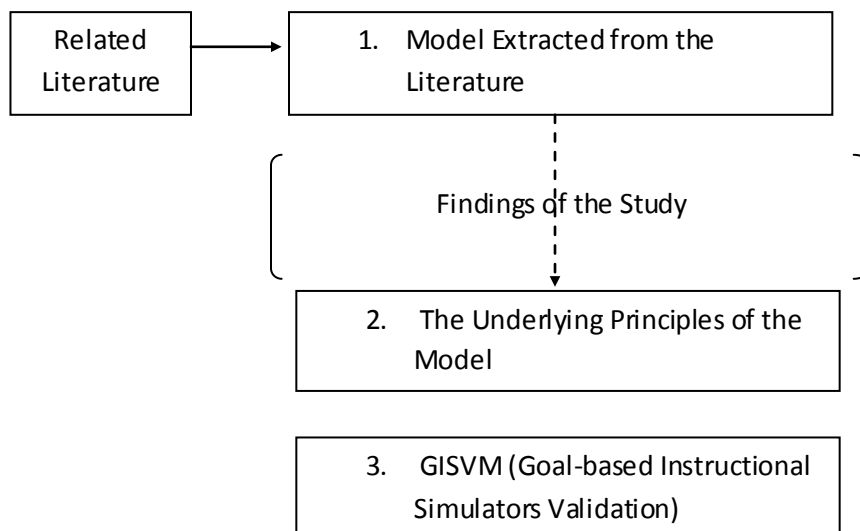 Related
Literature
1. Model Extracted from the
Literature
Findings of the Study
2. The Underlying Principles of the
Model
3. GISVM (Goal-based Instructional
Simulators Validation)